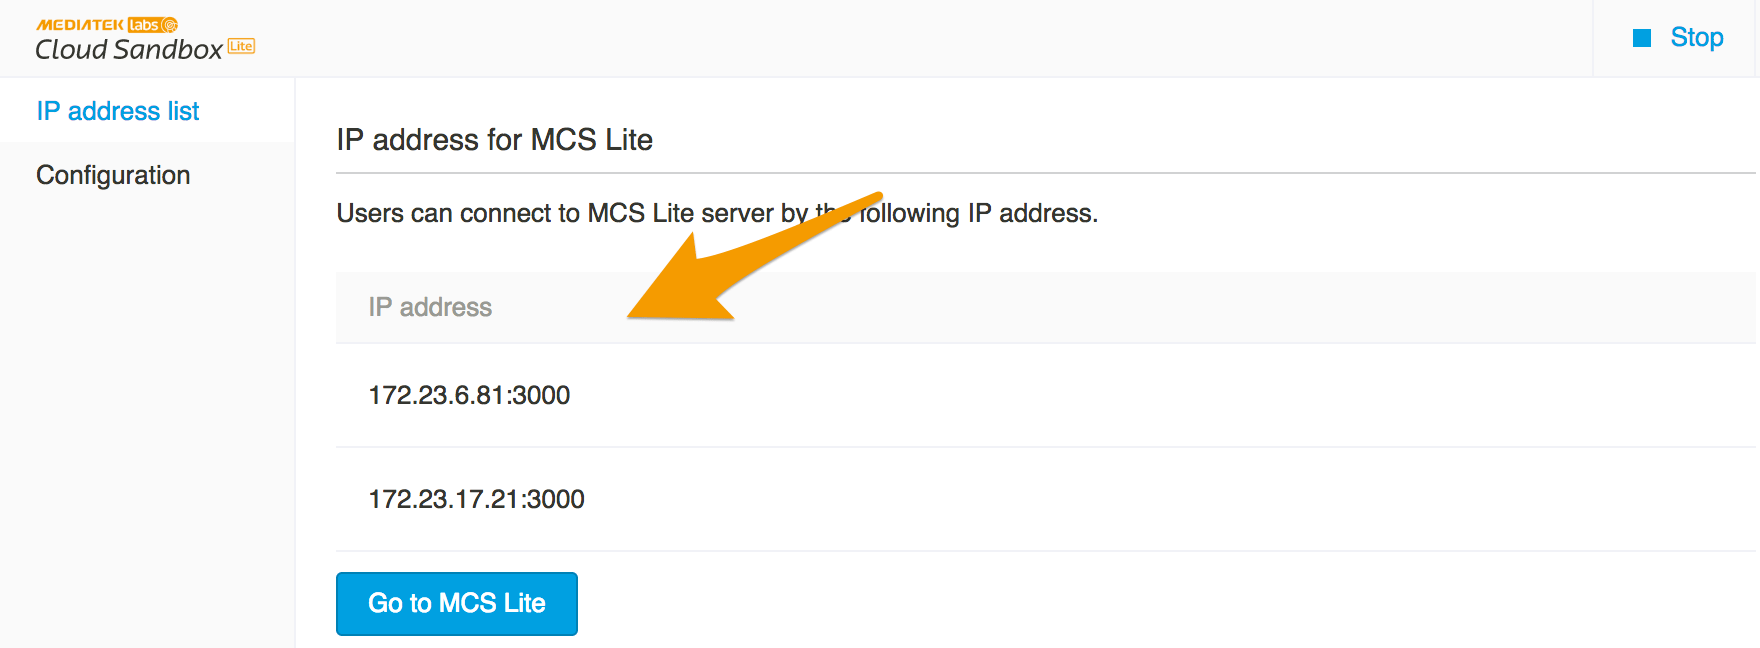 MEDIATEK labs
Cloud Sandbox Lite
Stop
IP address list
Configuration
IP address for MCS Lite
Users can connect to MCS Lite server by the following IP address.
IP address
172.23.6.81:3000
172.23.17.21:3000
Go to MCS Lite